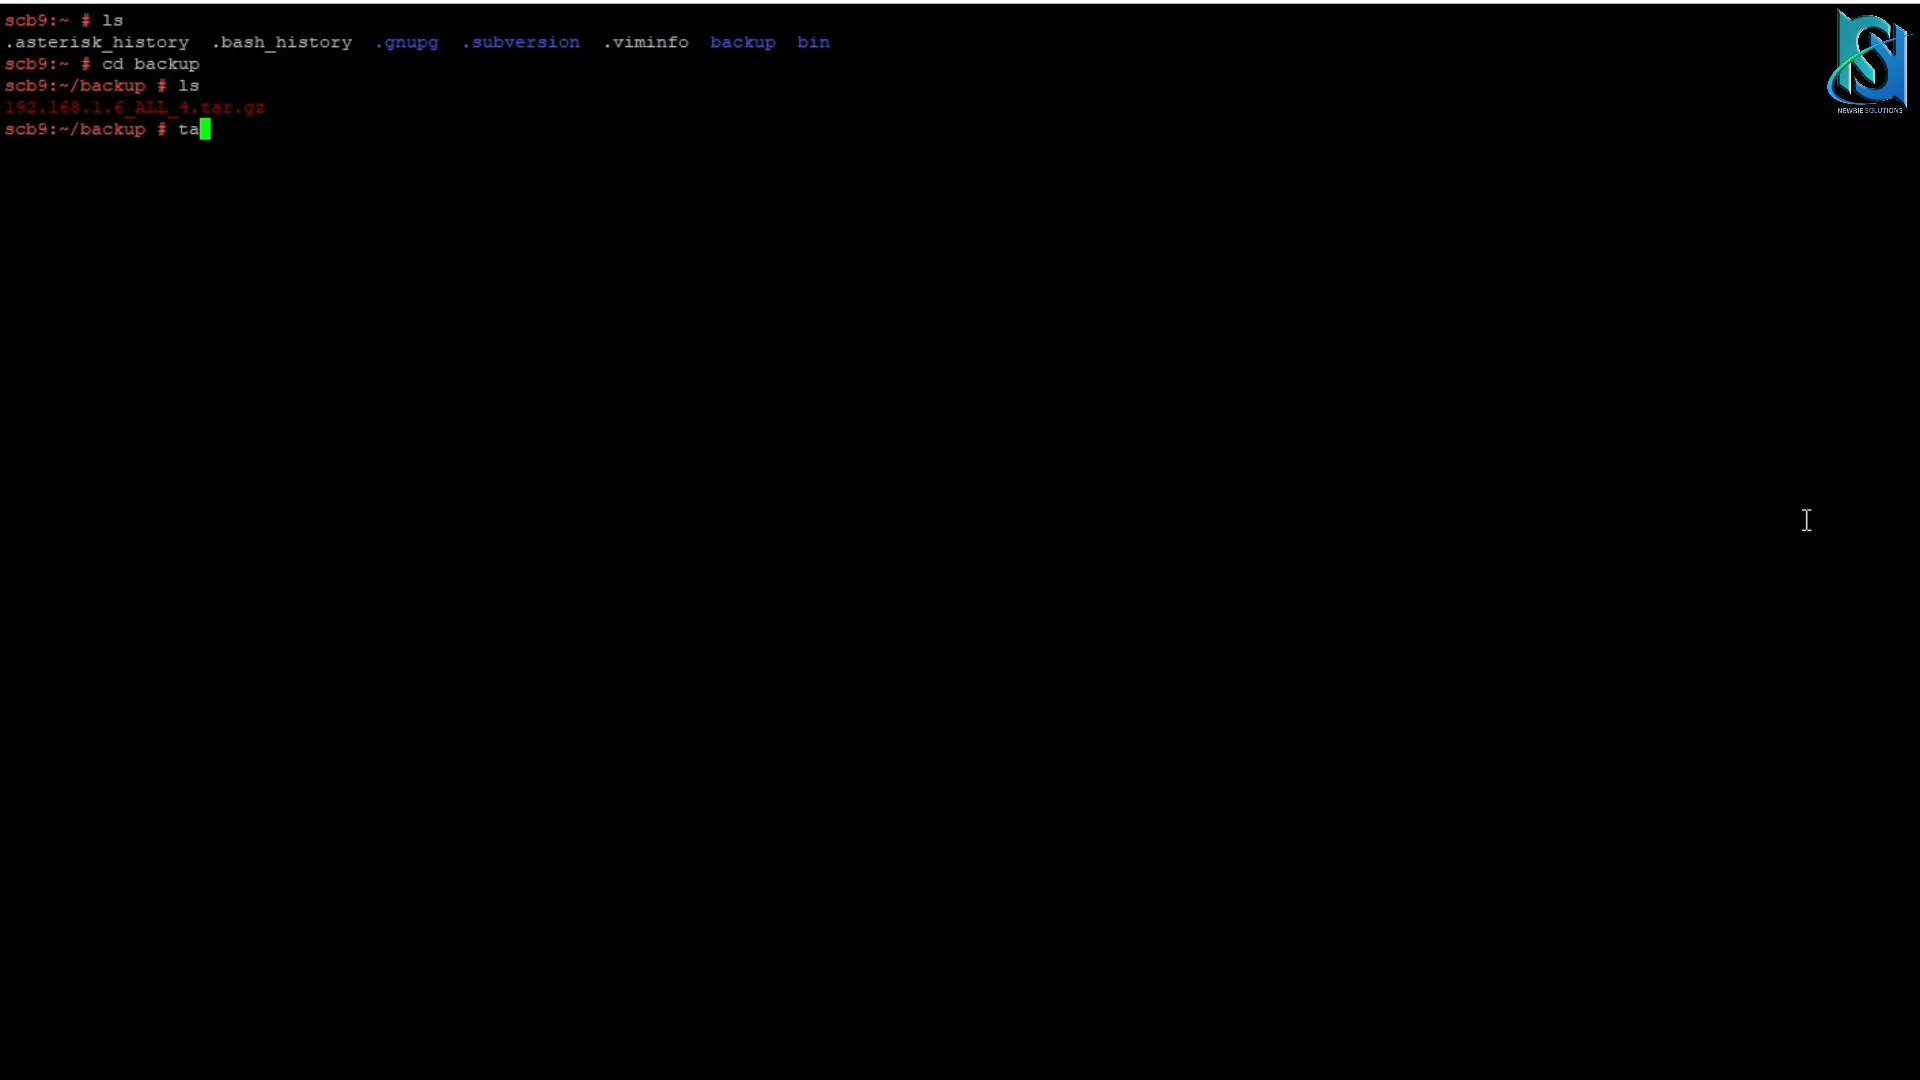 scb9:~ # ls
.asterisk_history .bash_history .gnupg .subversion .viminfo backup bin
scb9:~ # cd backup
scb9:~/backup # ls
192.168.1.6_ALL_4.tar.gz
scb9:~/backup # ta
NEWBIE SOLUTIONS